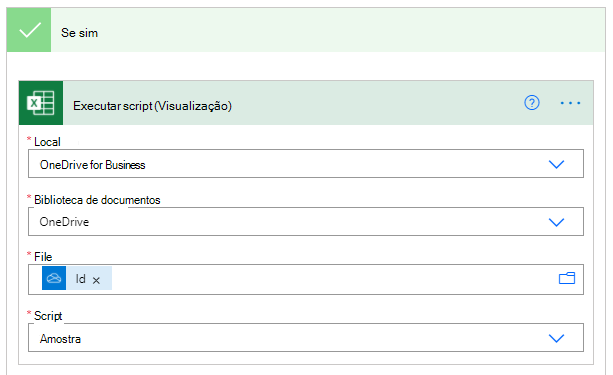 Se sim
Executar script (Visualização)
* Local
OneDrive for Business
* Biblioteca de documentos
OneDrive
* File
Id ×
* Script
Amostra